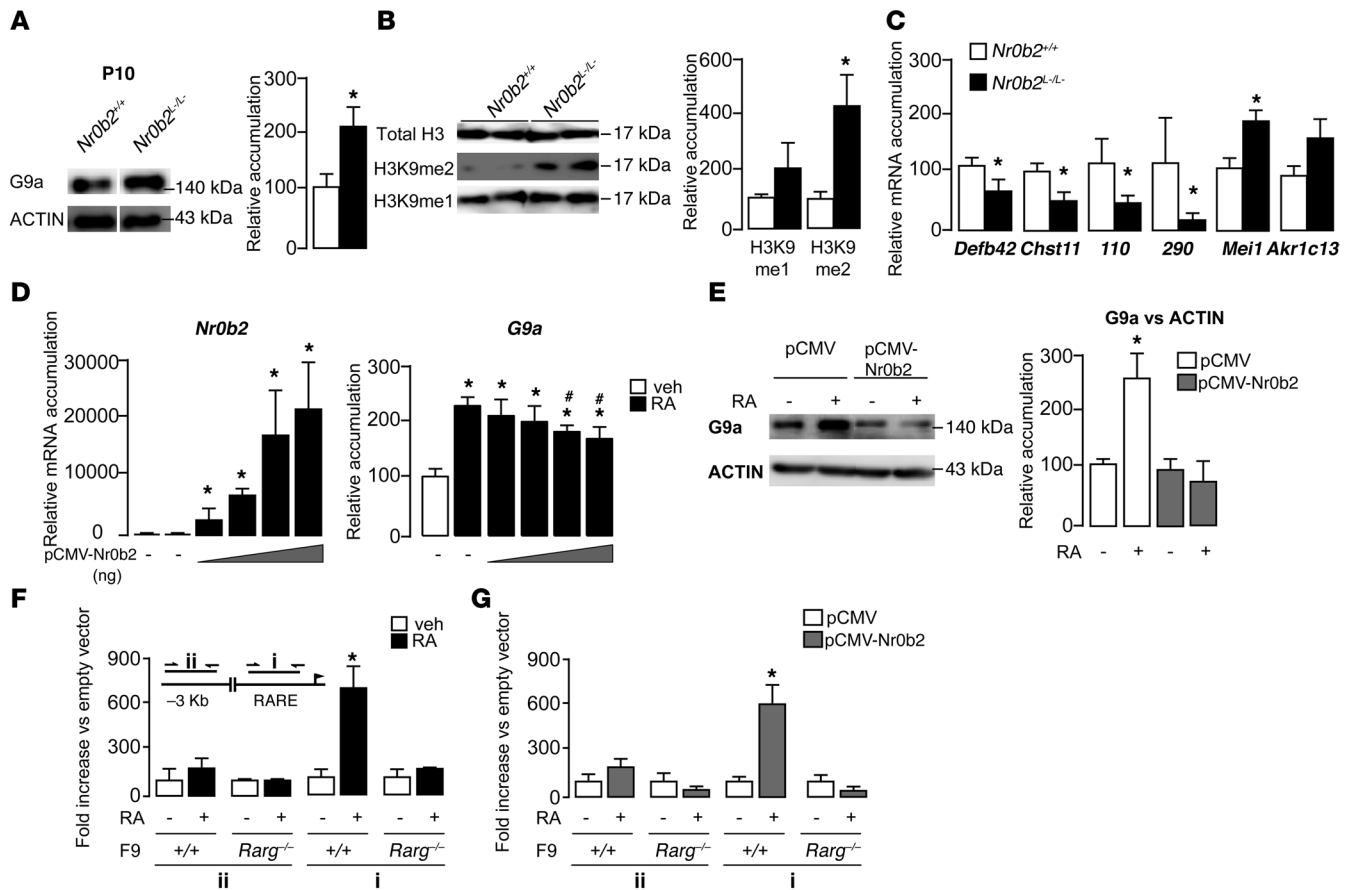 A
P10
Nr0b2+/+
Nr0b2L-/L-
G9a
140 kDa
ACTIN
43 kDa
Relative accumulation
300
200
100
0
*
B
Nr0b2+/+
Nr0b2L-/L-
Total H3
17 kDa
H3K9me2
17 kDa
H3K9me1
17 kDa
Relative accumulation
600
400
200
0
*
H3K9
me1
H3K9
me2
C
Relative mRNA accumulation
300
200
100
0
Nr0b2+/+
Nr0b2L-/L-
* * * * *
Defb42 Chst11 110 290 Mei1 Akr1c13
D
Nr0b2
Relative mRNA accumulation
30000
20000
10000
0
* * * *
pCMV-Nr0b2 - -
(ng)
G9a
Relative accumulation
300
200
100
0
* * * # * # *
- -
veh
RA
E
pCMV
pCMV-
Nr0b2
RA - + - +
G9a
140 kDa
ACTIN
43 kDa
G9a vs ACTIN
Relative accumulation
300
200
100
0
*
pCMV
pCMV-Nr0b2
RA - + - +
F
Fold increase vs empty vector
900
600
300
0
veh
RA
ii i
–3 Kb RARE
*
RA - + - + - + - +
F9 +/+ Rarg–/– +/+ Rarg–/–
ii i
G
Fold increase vs empty vector
900
600
300
0
pCMV
pCMV-Nr0b2
*
RA - + - + - + - +
F9 +/+ Rarg–/– +/+ Rarg–/–
ii i